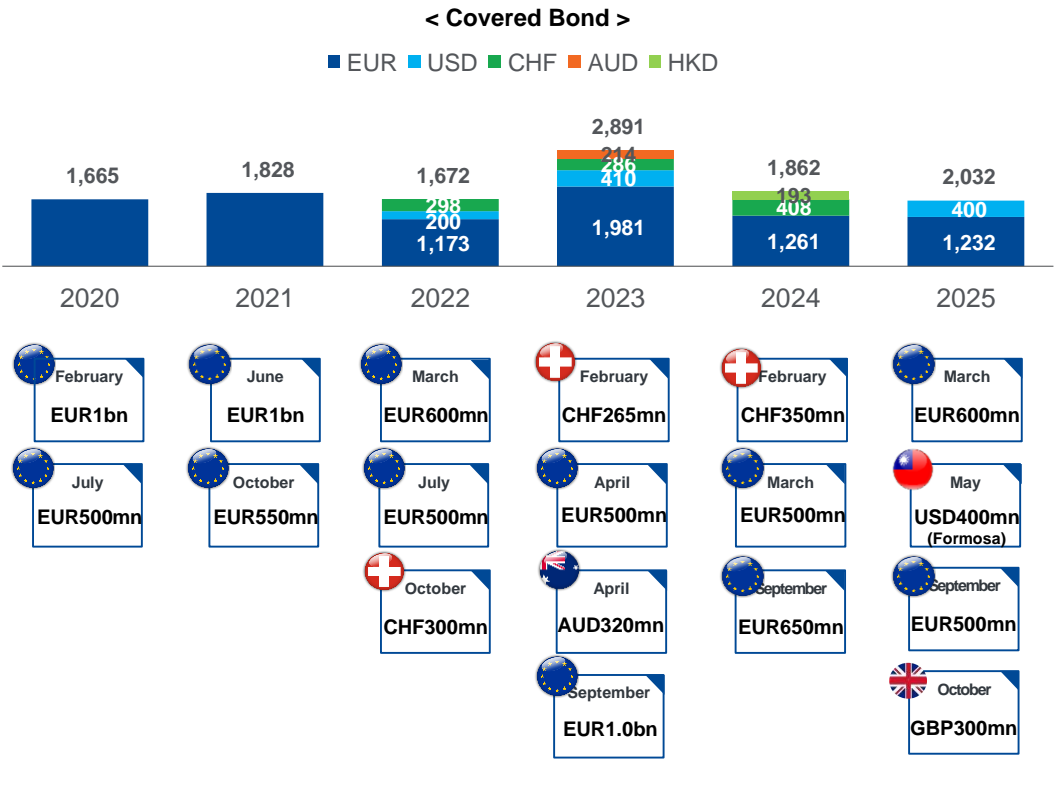 < Covered Bond >
EUR USD CHF AUD HKD
1,665
1,828
1,672
298
200
1,173
2,891
214
286
410
1,981
1,862
193
408
1,261
2,032
400
1,232
2020 2021 2022 2023 2024 2025
February
EUR1bn
July
EUR500mn
June
EUR1bn
October
EUR550mn
March
EUR600mn
July
EUR500mn
October
CHF300mn
February
CHF265mn
April
EUR500mn
April
AUD320mn
September
EUR1.0bn
February
CHF350mn
March
EUR500mn
September
EUR650mn
March
EUR600mn
May
USD400mn
(Formosa)
September
EUR500mn
October
GBP300mn